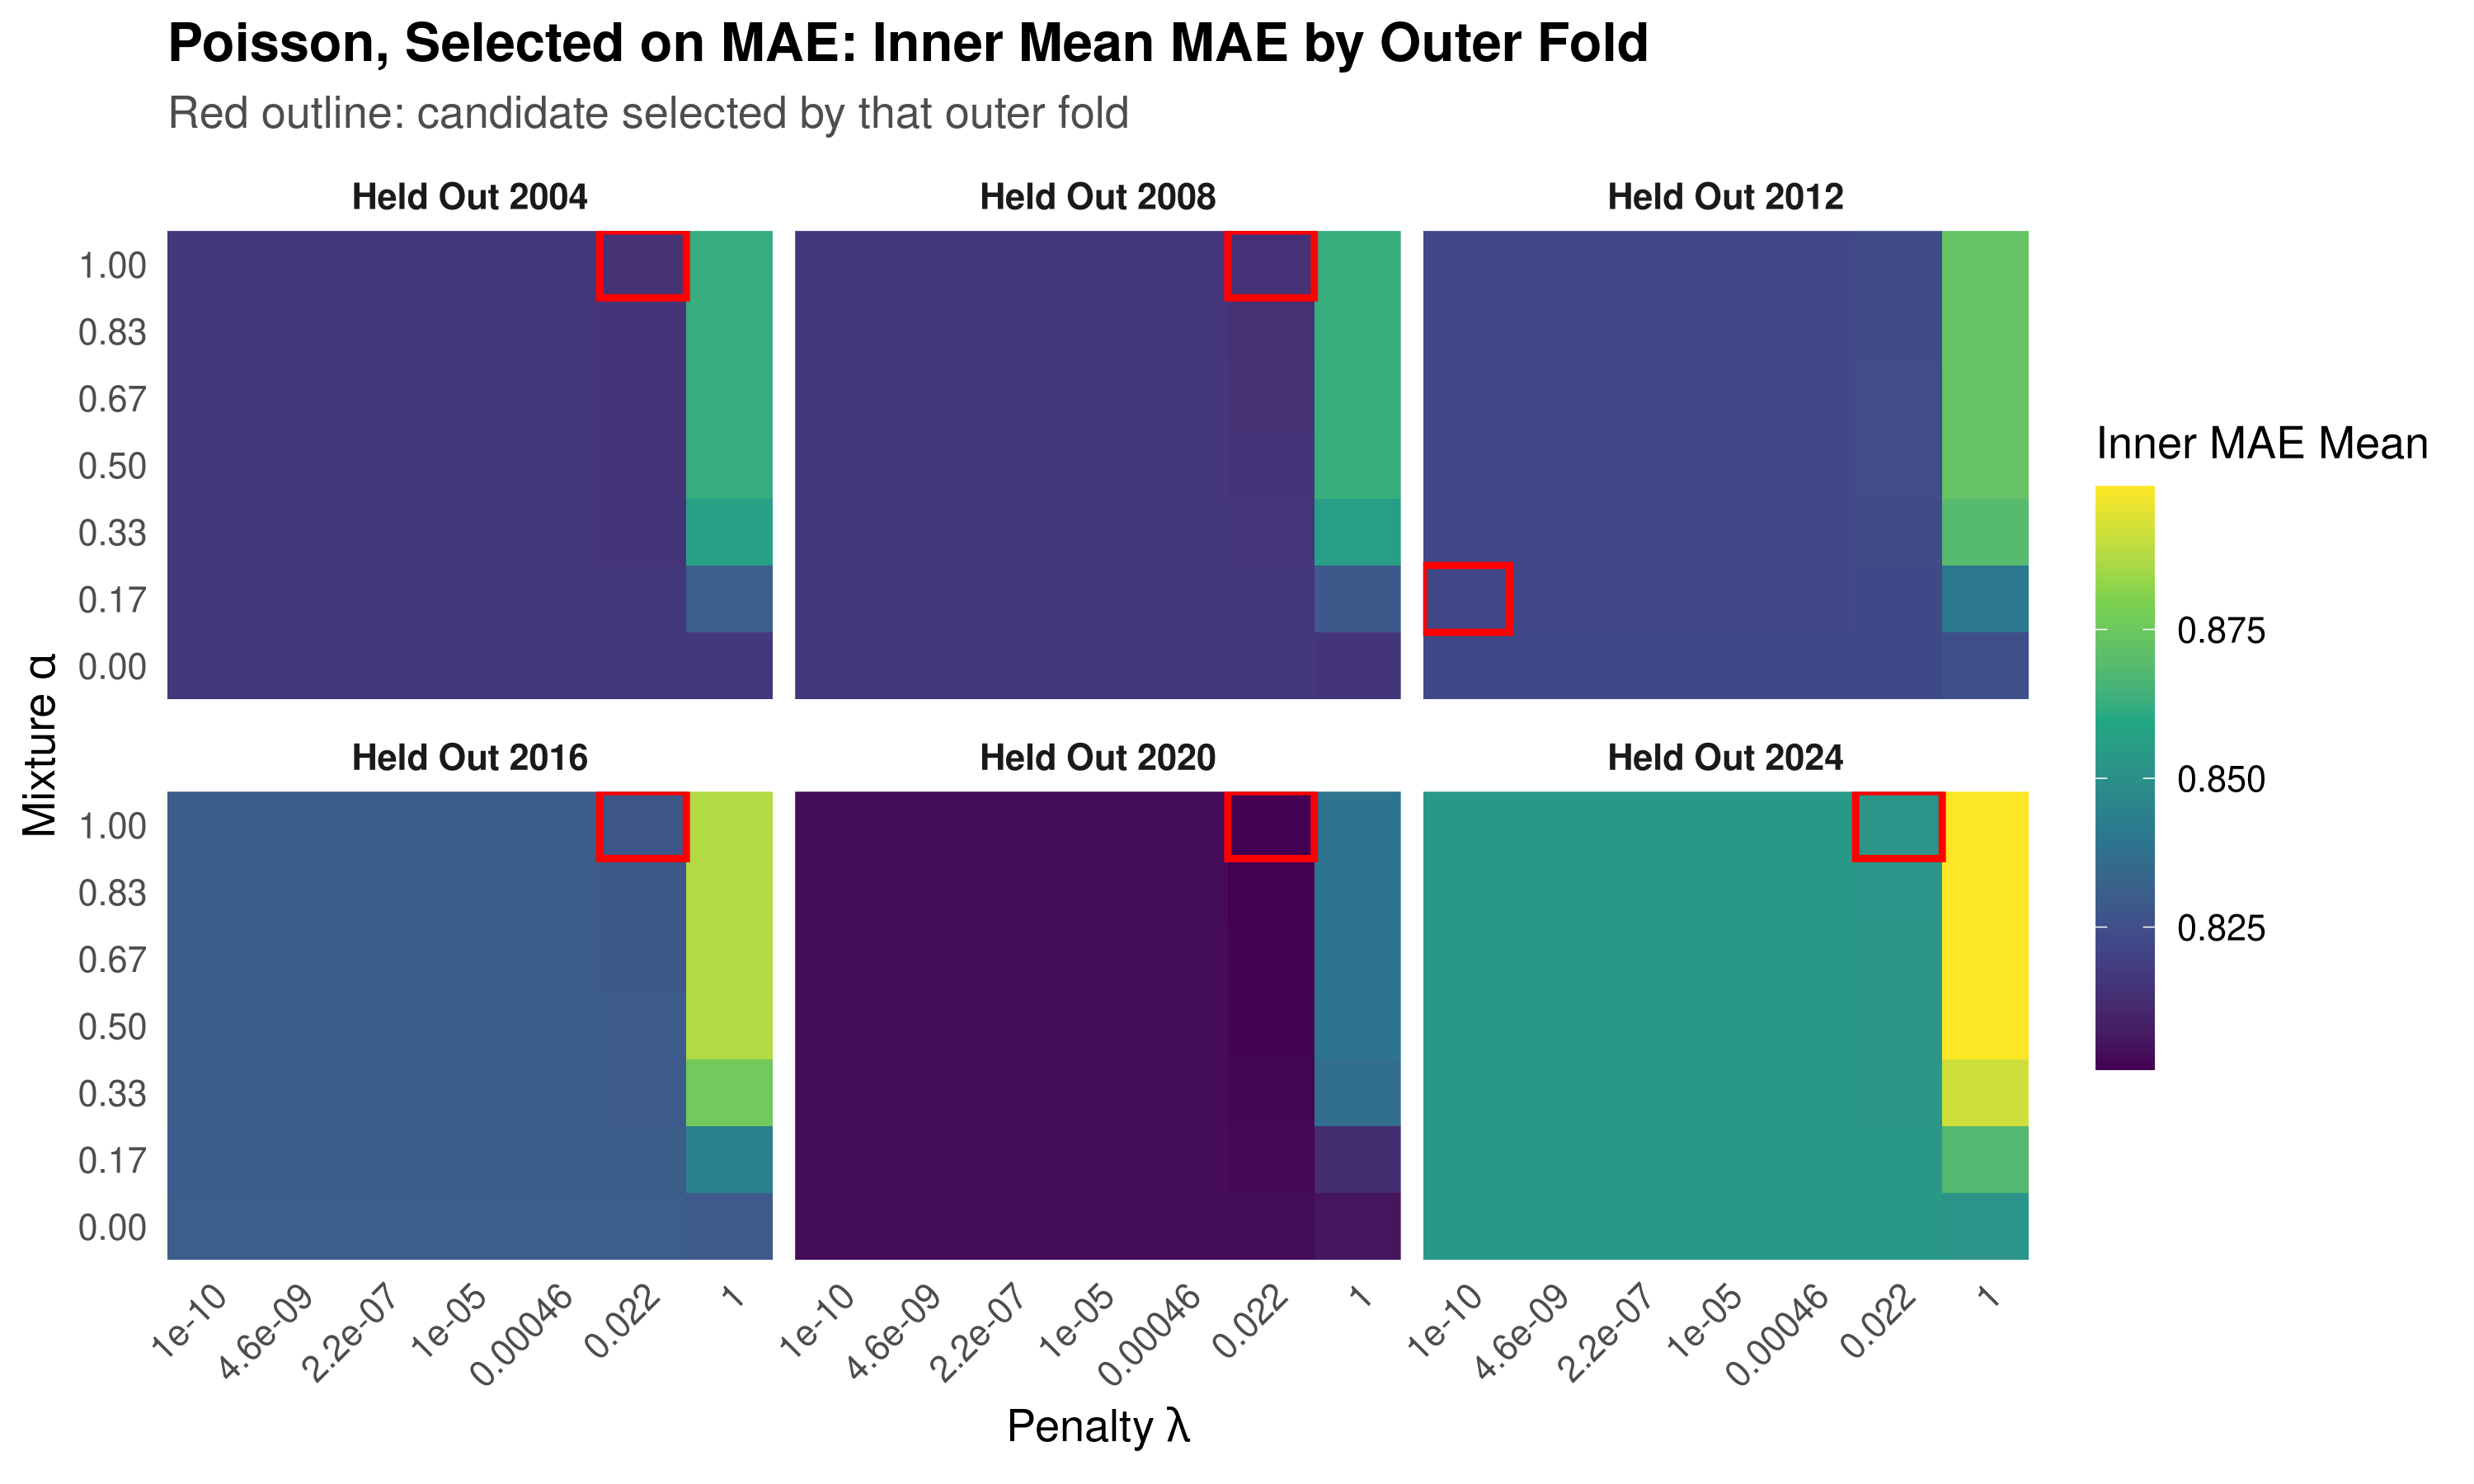 Poisson, Selected on MAE: Inner Mean MAE by Outer Fold
Red outline: candidate selected by that outer fold
Held Out 2004
Held Out 2008
Held Out 2012
1.00
0.83
0.67
0.50
0.33
0.17
0.00
Held Out 2016
Held Out 2020
Held Out 2024
1.00
0.83
0.67
0.50
0.33
0.17
0.00
Mixture α
1e-10
4.6e-09
2.2e-07
1e-05
0.00046
0.022
1
1e-10
4.6e-09
2.2e-07
1e-05
0.00046
0.022
1
1e-10
4.6e-09
2.2e-07
1e-05
0.00046
0.022
1
Penalty λ
Inner MAE Mean
0.875
0.850
0.825